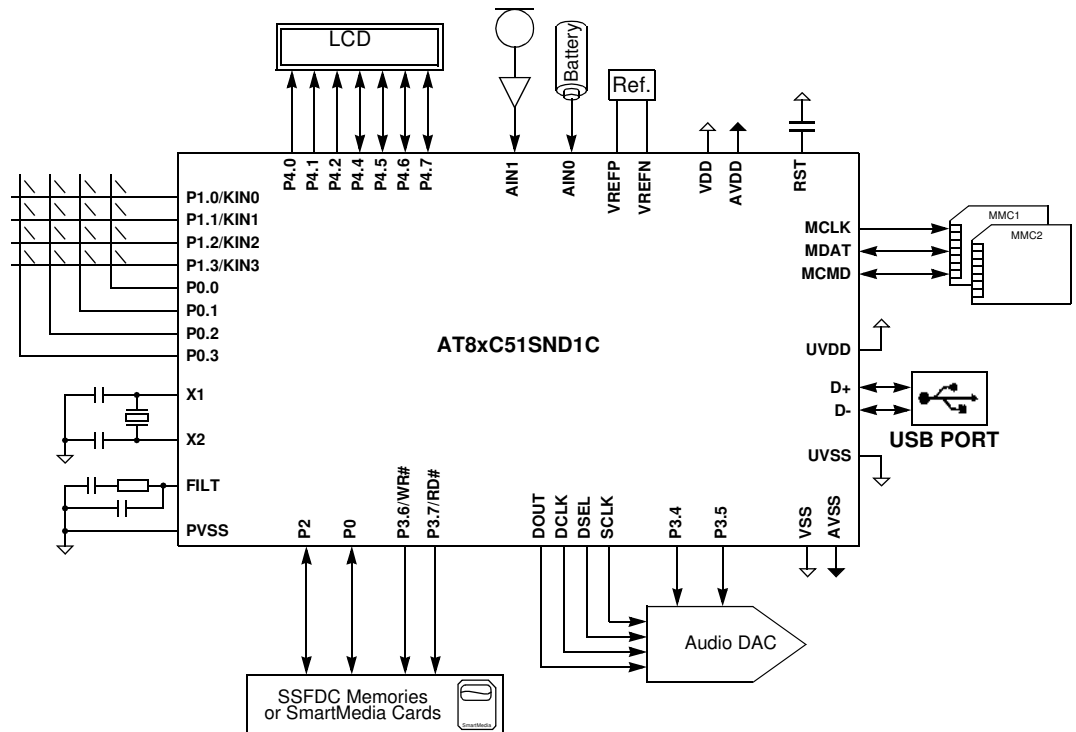 LCD
Battery
Ref.
P4.0
P4.1
P4.2
P4.4
P4.5
P4.6
P4.7
AIN1
AIN0
VREFP
VREFN
VDD
AVDD
RST
P1.0/KIN0
P1.1/KIN1
P1.2/KIN2
P1.3/KIN3
P0.0
P0.1
P0.2
P0.3
X1
X2
FILT
PVSS
AT8xC51SND1C
MCLK
MDAT
MCMD
MMC1
MMC2
UVDD
D+
D-
USB PORT
UVSS
P2
P0
P3.6/WR#
P3.7/RD#
DOUT
DCLK
DSEL
SCLK
P3.4
P3.5
VSS
AVSS
Audio DAC
SSFDC Memories
or SmartMedia Cards
SmartMedia